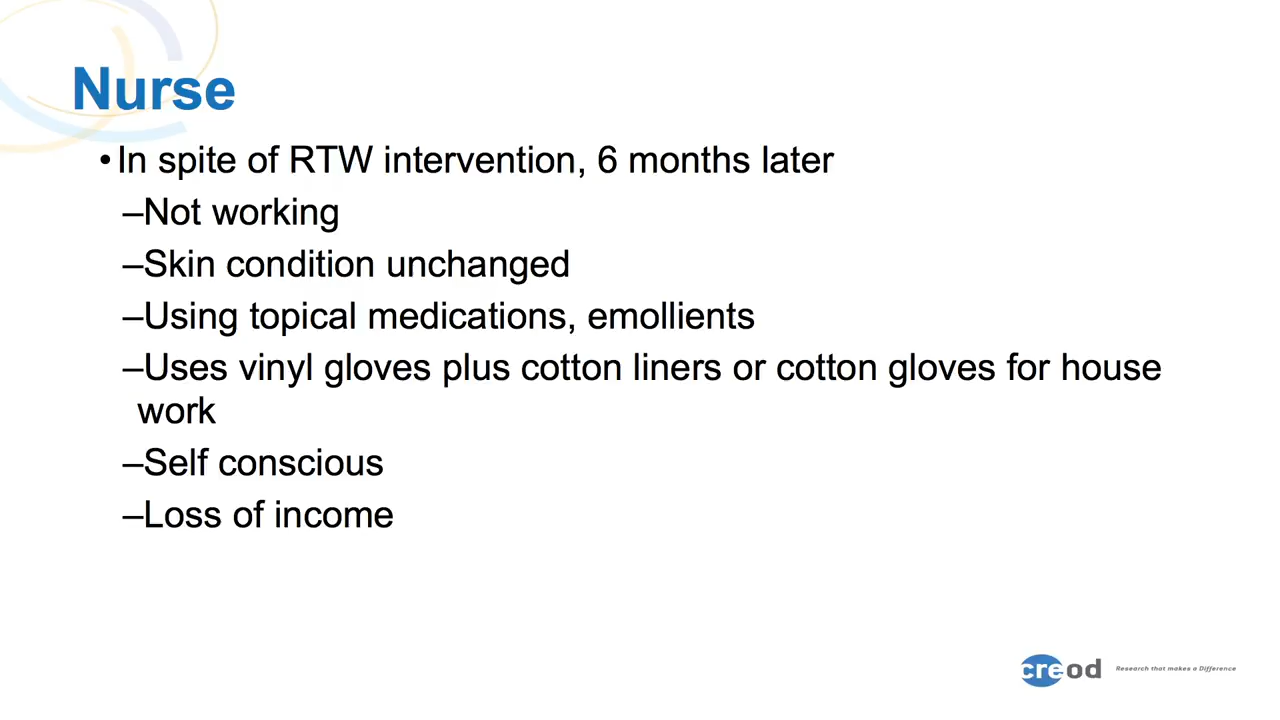 Nurse
•In spite of RTW intervention, 6 months later
–Not working
–Skin condition unchanged
–Using topical medications, emollients
–Uses vinyl gloves plus cotton liners or cotton gloves for house
work
–Self conscious
–Loss of income
creod Research that makes a Difference